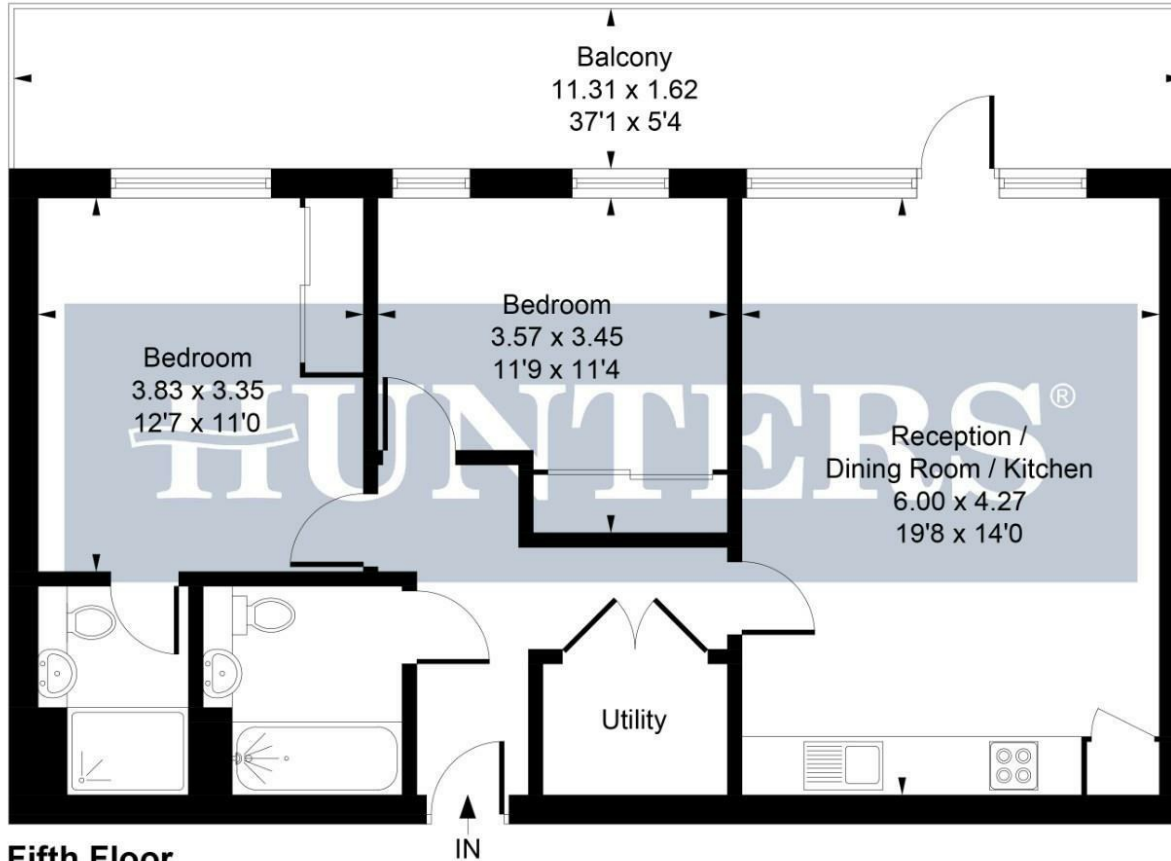 Balcony
11.31 x 1.62
37'1 x 5'4
Bedroom
3.83 x 3.35
12'7 x 11'0
Bedroom
3.57 x 3.45
11'9 x 11'4
HUNTERS®
Reception /
Dining Room / Kitchen
6.00 x 4.27
19'8 x 14'0
Utility
IN
Fifth Floor